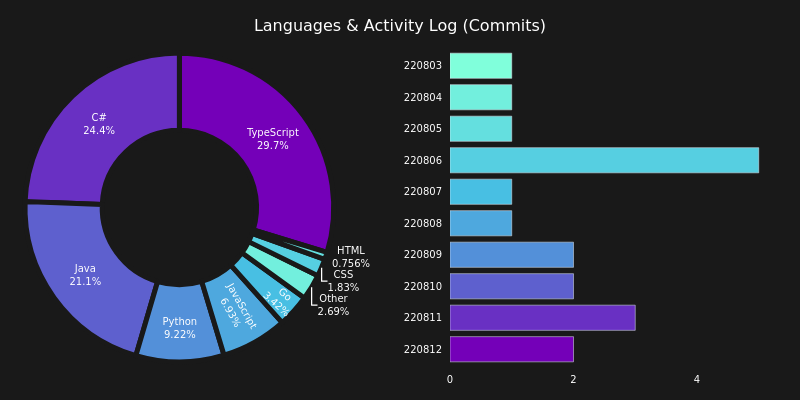 Languages & Activity Log (Commits)
TypeScript
29.7%
C#
24.4%
Java
21.1%
Python
9.22%
JavaScript
6.93%
Go
3.42%
Other
2.69%
CSS
1.83%
HTML
0.756%
220803
220804
220805
220806
220807
220808
220809
220810
220811
220812
0 2 4